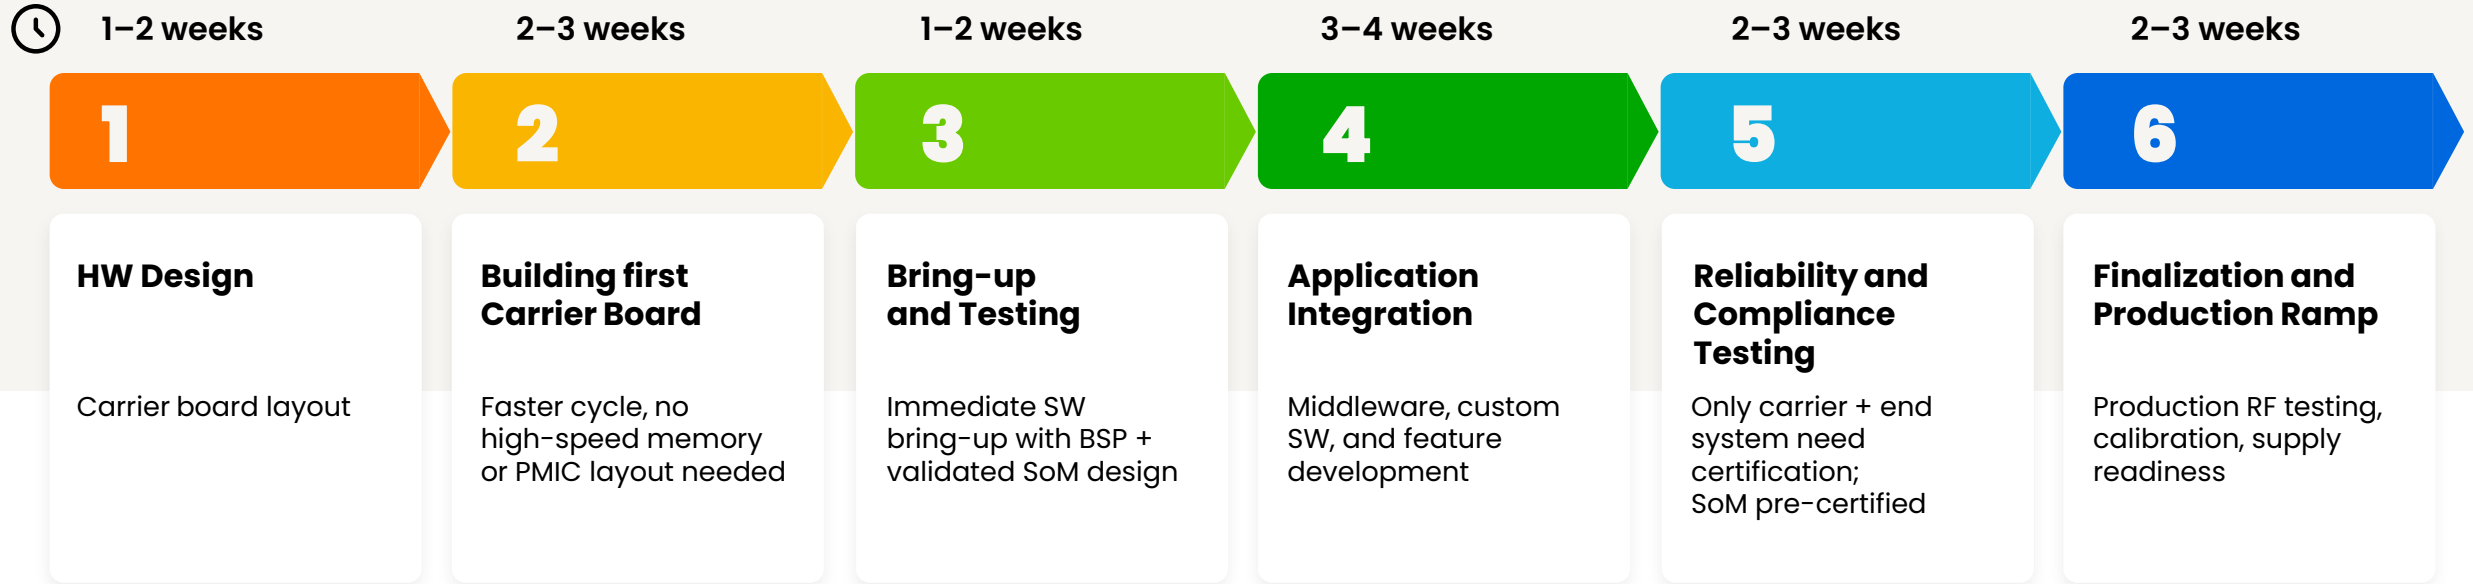 1–2 weeks
2–3 weeks
1–2 weeks
3–4 weeks
2–3 weeks
2–3 weeks
1
2
3
4
5
6
HW Design
Carrier board layout
Building first
Carrier Board
Faster cycle, no
high-speed memory
or PMIC layout needed
Bring-up
and Testing
Immediate SW
bring-up with BSP +
validated SoM design
Application
Integration
Middleware, custom
SW, and feature
development
Reliability and
Compliance
Testing
Only carrier + end
system need
certification;
SoM pre-certified
Finalization and
Production Ramp
Production RF testing,
calibration, supply
readiness